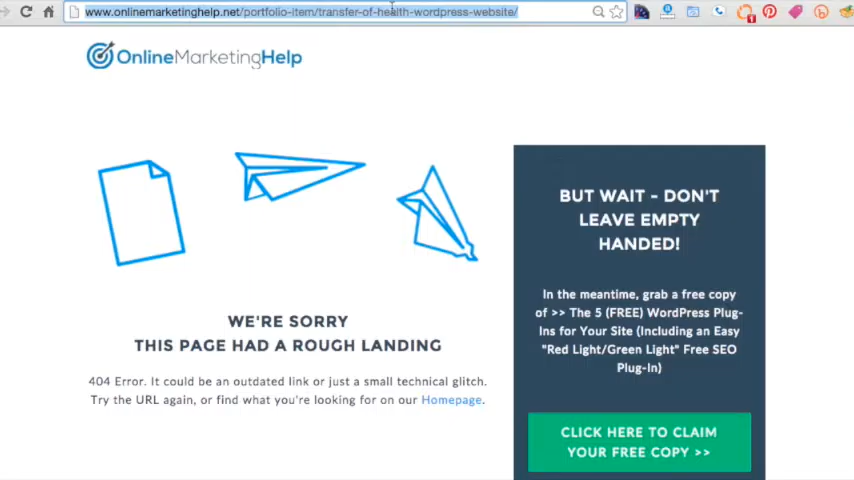 www.onlinemarketinghelp.net/portfolio-item/transfer-of-health-wordpress-website/
OnlineMarketingHelp
WE'RE SORRY
THIS PAGE HAD A ROUGH LANDING
404 Error. It could be an outdated link or just a small technical glitch.
Try the URL again, or find what you're looking for on our Homepage.
BUT WAIT - DON'T
LEAVE EMPTY
HANDED!
In the meantime, grab a free copy
of >> The 5 (FREE) WordPress Plug-
Ins for Your Site (Including an Easy
"Red Light/Green Light" Free SEO
Plug-In)
CLICK HERE TO CLAIM
YOUR FREE COPY >>